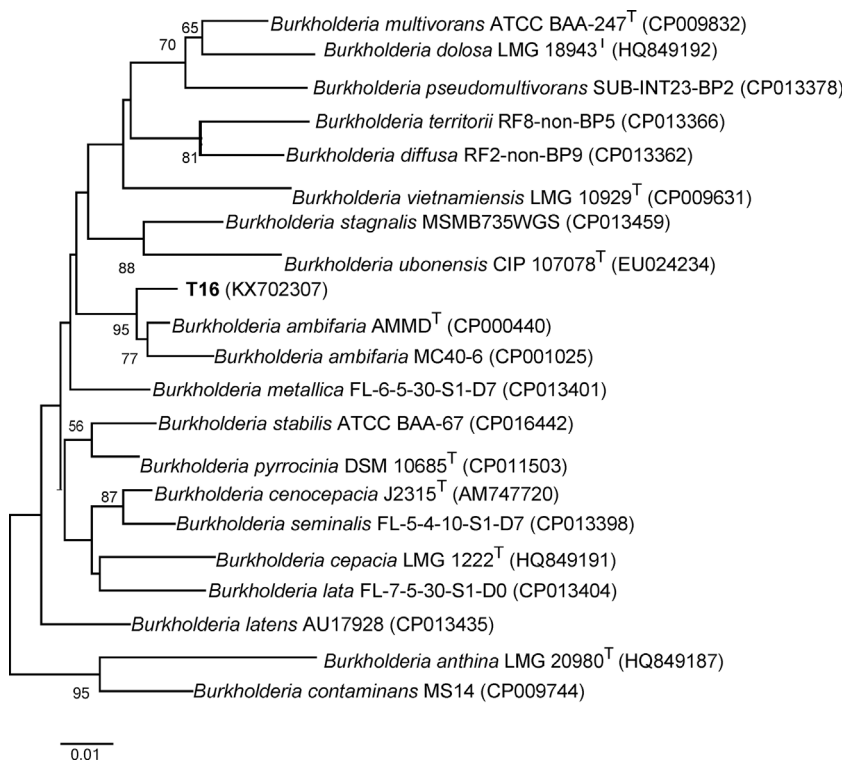 65
Burkholderia multivorans ATCC BAA-247T (CP009832)
70
Burkholderia dolosa LMG 18943T (HQ849192)
Burkholderia pseudomultivorans SUB-INT23-BP2 (CP013378)
Burkholderia territorii RF8-non-BP5 (CP013366)
81
Burkholderia diffusa RF2-non-BP9 (CP013362)
Burkholderia vietnamiensis LMG 10929T (CP009631)
Burkholderia stagnalis MSMB735WGS (CP013459)
88
Burkholderia ubonensis CIP 107078T (EU024234)
T16 (KX702307)
95
Burkholderia ambifaria AMMDT (CP000440)
77
Burkholderia ambifaria MC40-6 (CP001025)
Burkholderia metallica FL-6-5-30-S1-D7 (CP013401)
56
Burkholderia stabilis ATCC BAA-67 (CP016442)
Burkholderia pyrrocinia DSM 10685T (CP011503)
87
Burkholderia cenocepacia J2315T (AM747720)
Burkholderia seminalis FL-5-4-10-S1-D7 (CP013398)
Burkholderia cepacia LMG 1222T (HQ849191)
Burkholderia lata FL-7-5-30-S1-D0 (CP013404)
Burkholderia latens AU17928 (CP013435)
Burkholderia anthina LMG 20980T (HQ849187)
95
Burkholderia contaminans MS14 (CP009744)
0.01